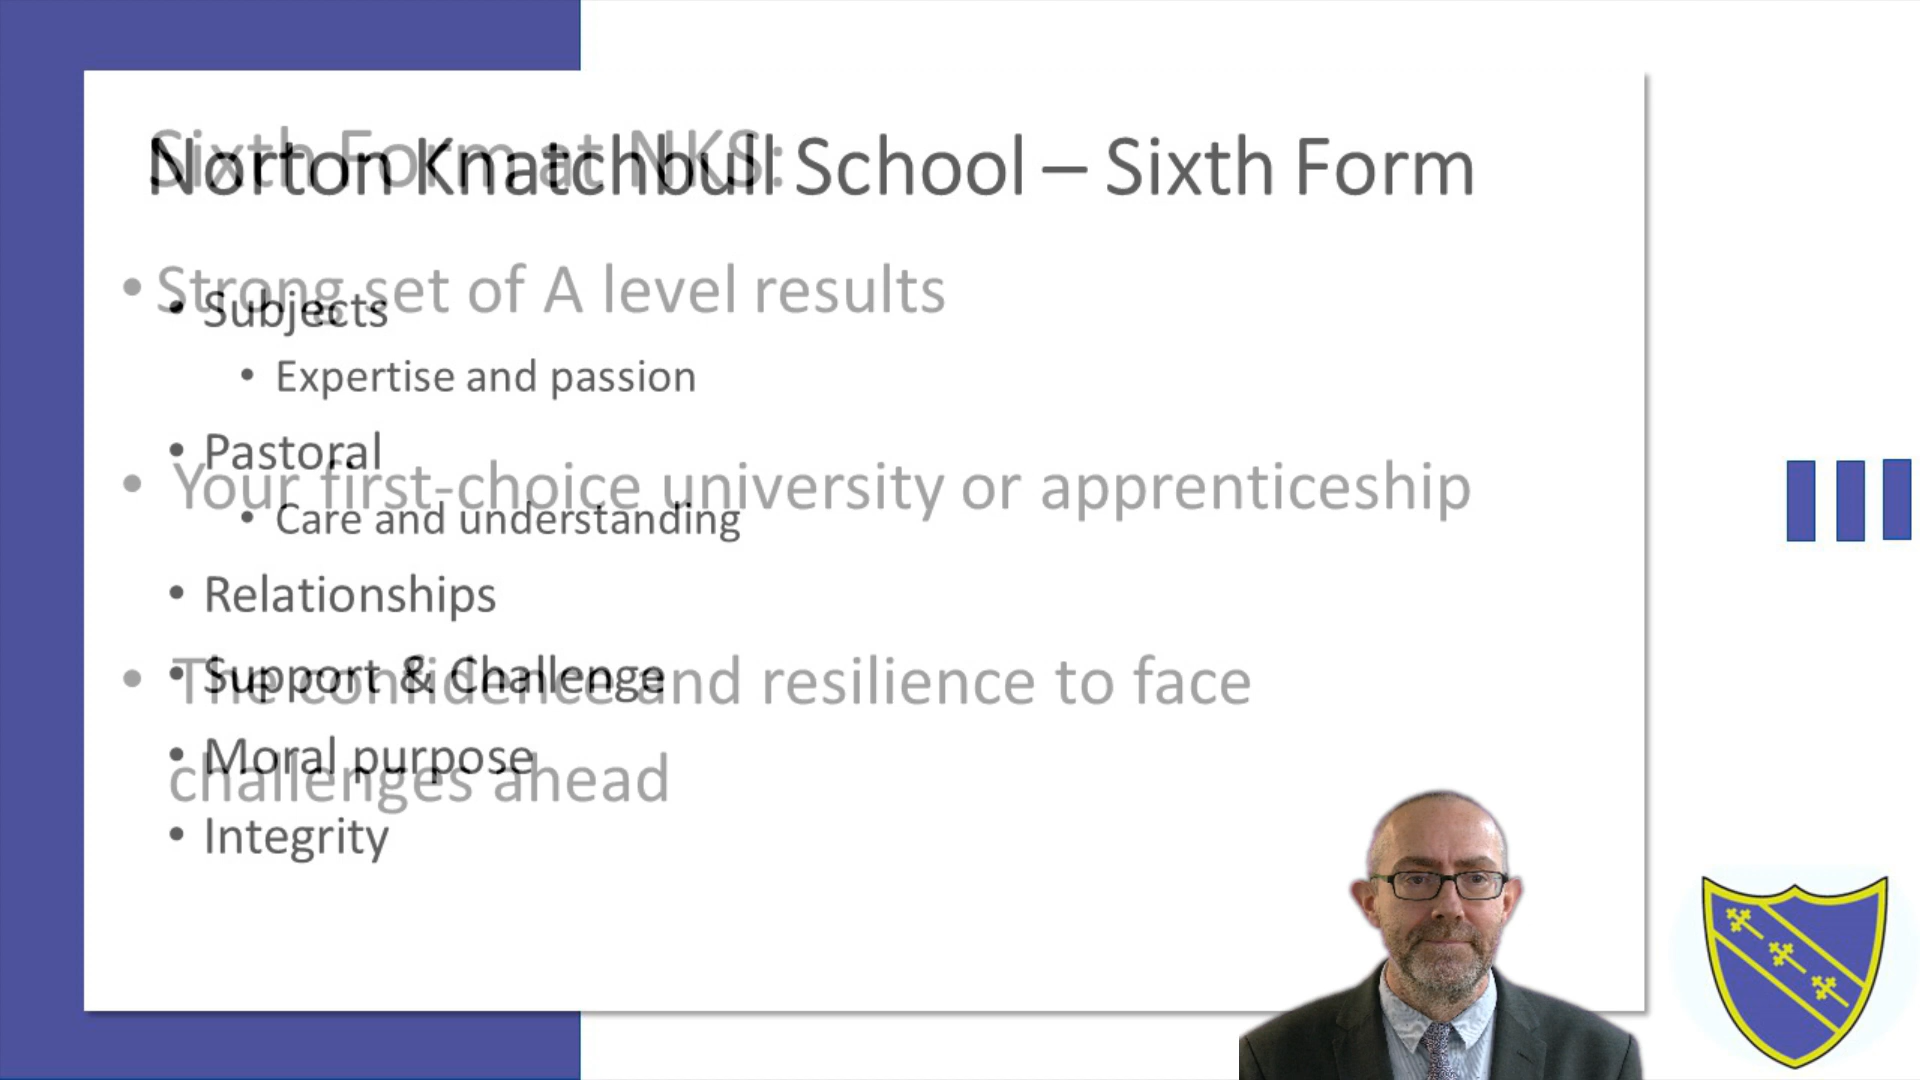 Sixth Form at NKS:
Norton Knatchbull School – Sixth Form
• Strong set of A level results
• Subjects
• Expertise and passion
• Pastoral
• Your first-choice university or apprenticeship
• Care and understanding
• Relationships
• Support & Challenge
• The confidence and resilience to face
• Moral purpose
challenges ahead
• Integrity